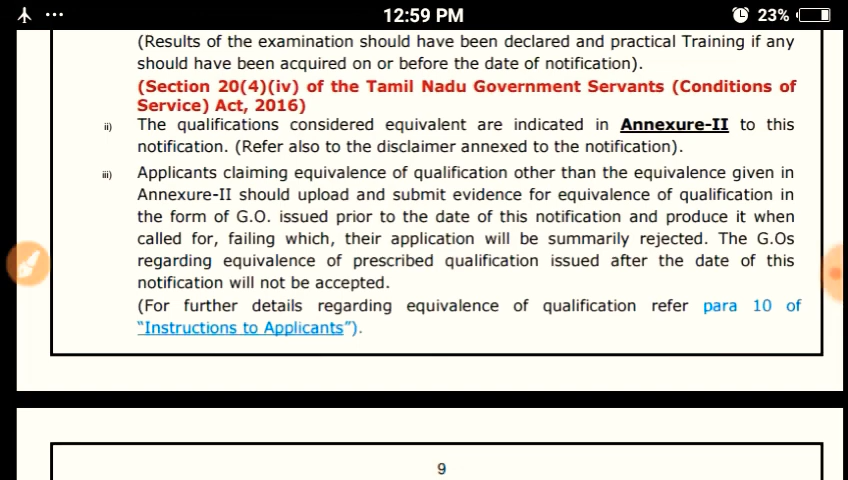 12:59 PM
23%
(Results of the examination should have been declared and practical Training if any
should have been acquired on or before the date of notification).
(Section 20(4)(iv) of the Tamil Nadu Government Servants (Conditions of
Service) Act, 2016)
ii) The qualifications considered equivalent are indicated in Annexure-II to this
notification. (Refer also to the disclaimer annexed to the notification).
iii) Applicants claiming equivalence of qualification other than the equivalence given in
Annexure-II should upload and submit evidence for equivalence of qualification in
the form of G.O. issued prior to the date of this notification and produce it when
called for, failing which, their application will be summarily rejected. The G.Os
regarding equivalence of prescribed qualification issued after the date of this
notification will not be accepted.
(For further details regarding equivalence of qualification refer para 10 of
“Instructions to Applicants”).
9